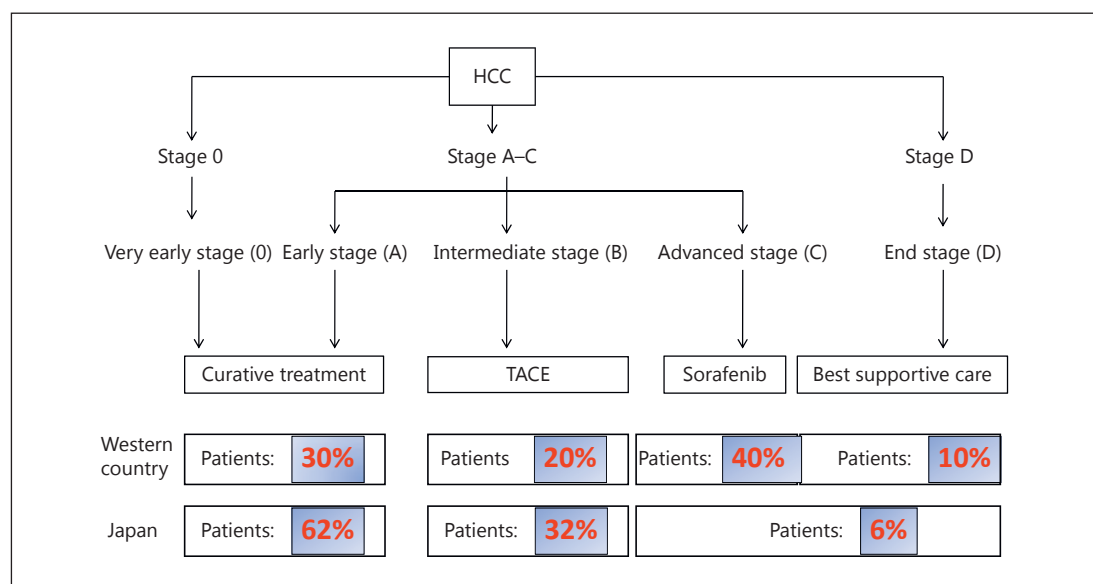 HCC
Stage 0
Stage A–C
Stage D
Very early stage (0)
Early stage (A)
Intermediate stage (B)
Advanced stage (C)
End stage (D)
Curative treatment
TACE
Sorafenib
Best supportive care
Western
country
Patients: 30%
Patients 20%
Patients: 40%
Patients: 10%
Japan
Patients: 62%
Patients: 32%
Patients: 6%